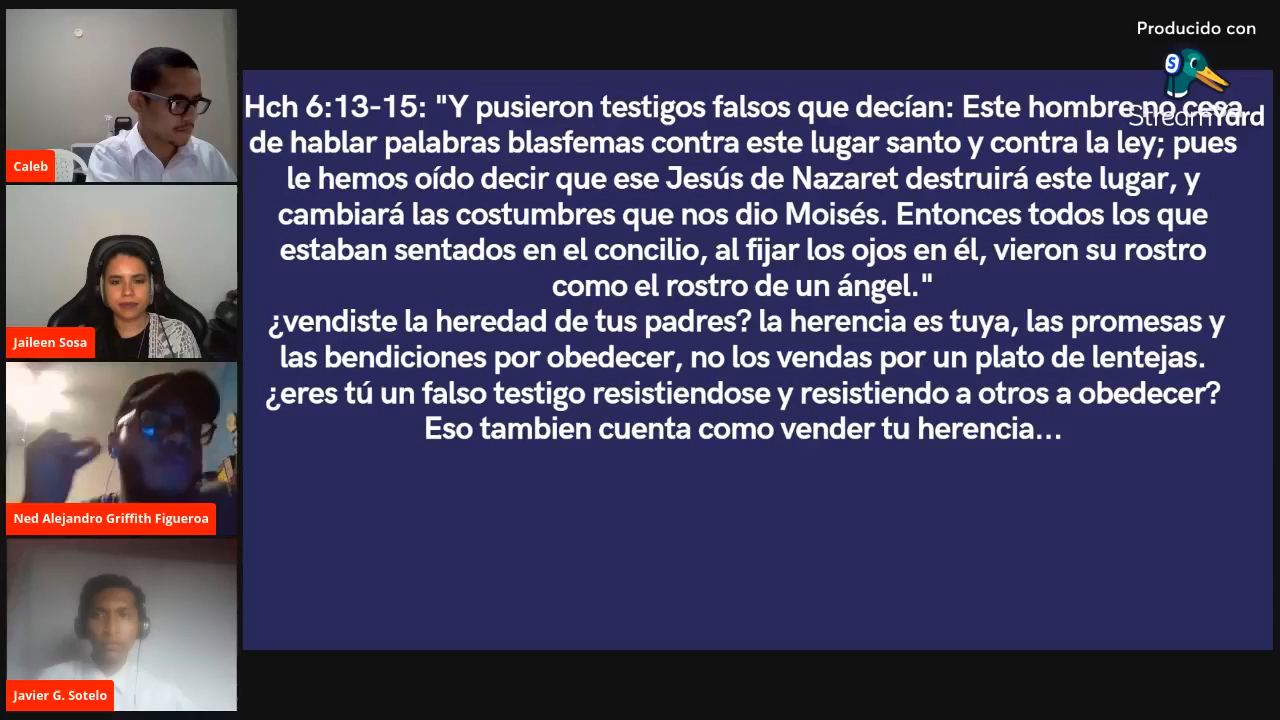 Producido con
StreamYard
Hch 6:13-15: "Y pusieron testigos falsos que decían: Este hombre no cesa
de hablar palabras blasfemas contra este lugar santo y contra la ley; pues
le hemos oído decir que ese Jesús de Nazaret destruirá este lugar, y
cambiará las costumbres que nos dio Moisés. Entonces todos los que
estaban sentados en el concilio, al fijar los ojos en él, vieron su rostro
como el rostro de un ángel."
¿vendiste la heredad de tus padres? la herencia es tuya, las promesas y
las bendiciones por obedecer, no los vendas por un plato de lentejas.
¿eres tú un falso testigo resistiendose y resistiendo a otros a obedecer?
Eso tambien cuenta como vender tu herencia...
Caleb
Jaileen Sosa
Ned Alejandro Griffith Figueroa
Javier G. Sotelo